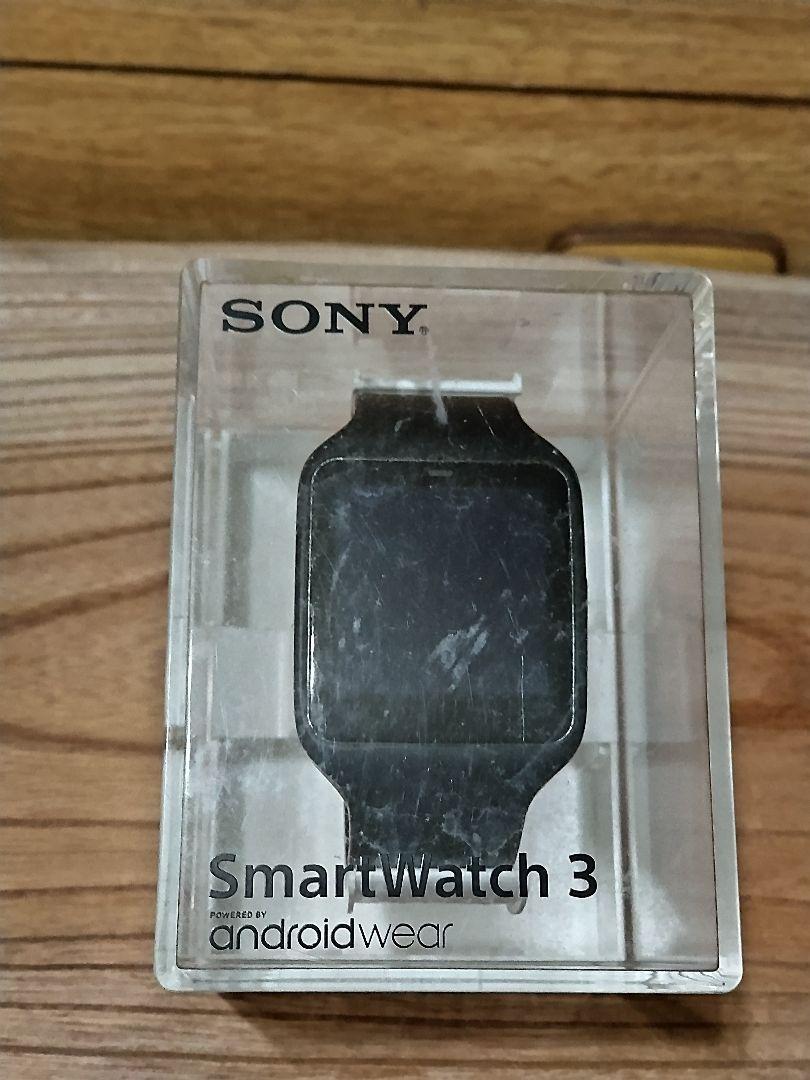 SONY®
SmartWatch 3
POWERED BY
androidwear